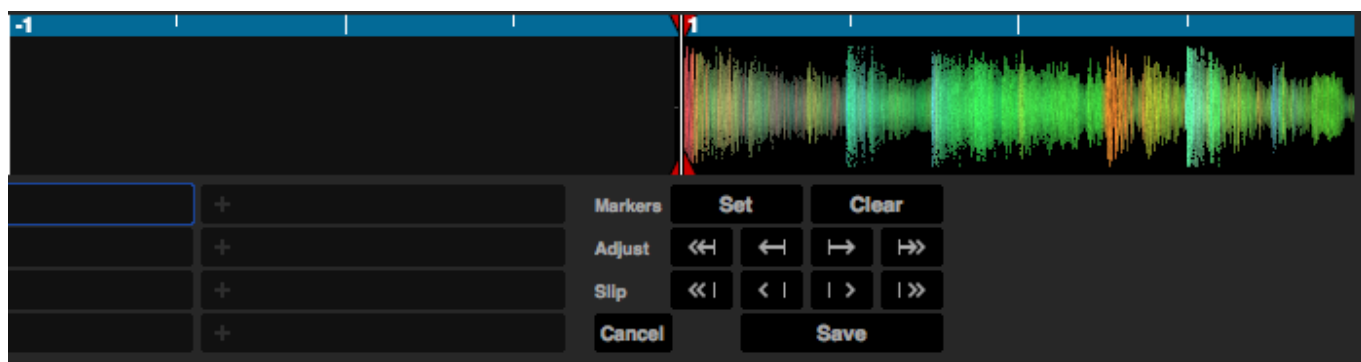 -1 1
+
Markers Set Clear
+
Adjust
+
Slip
+
Cancel Save